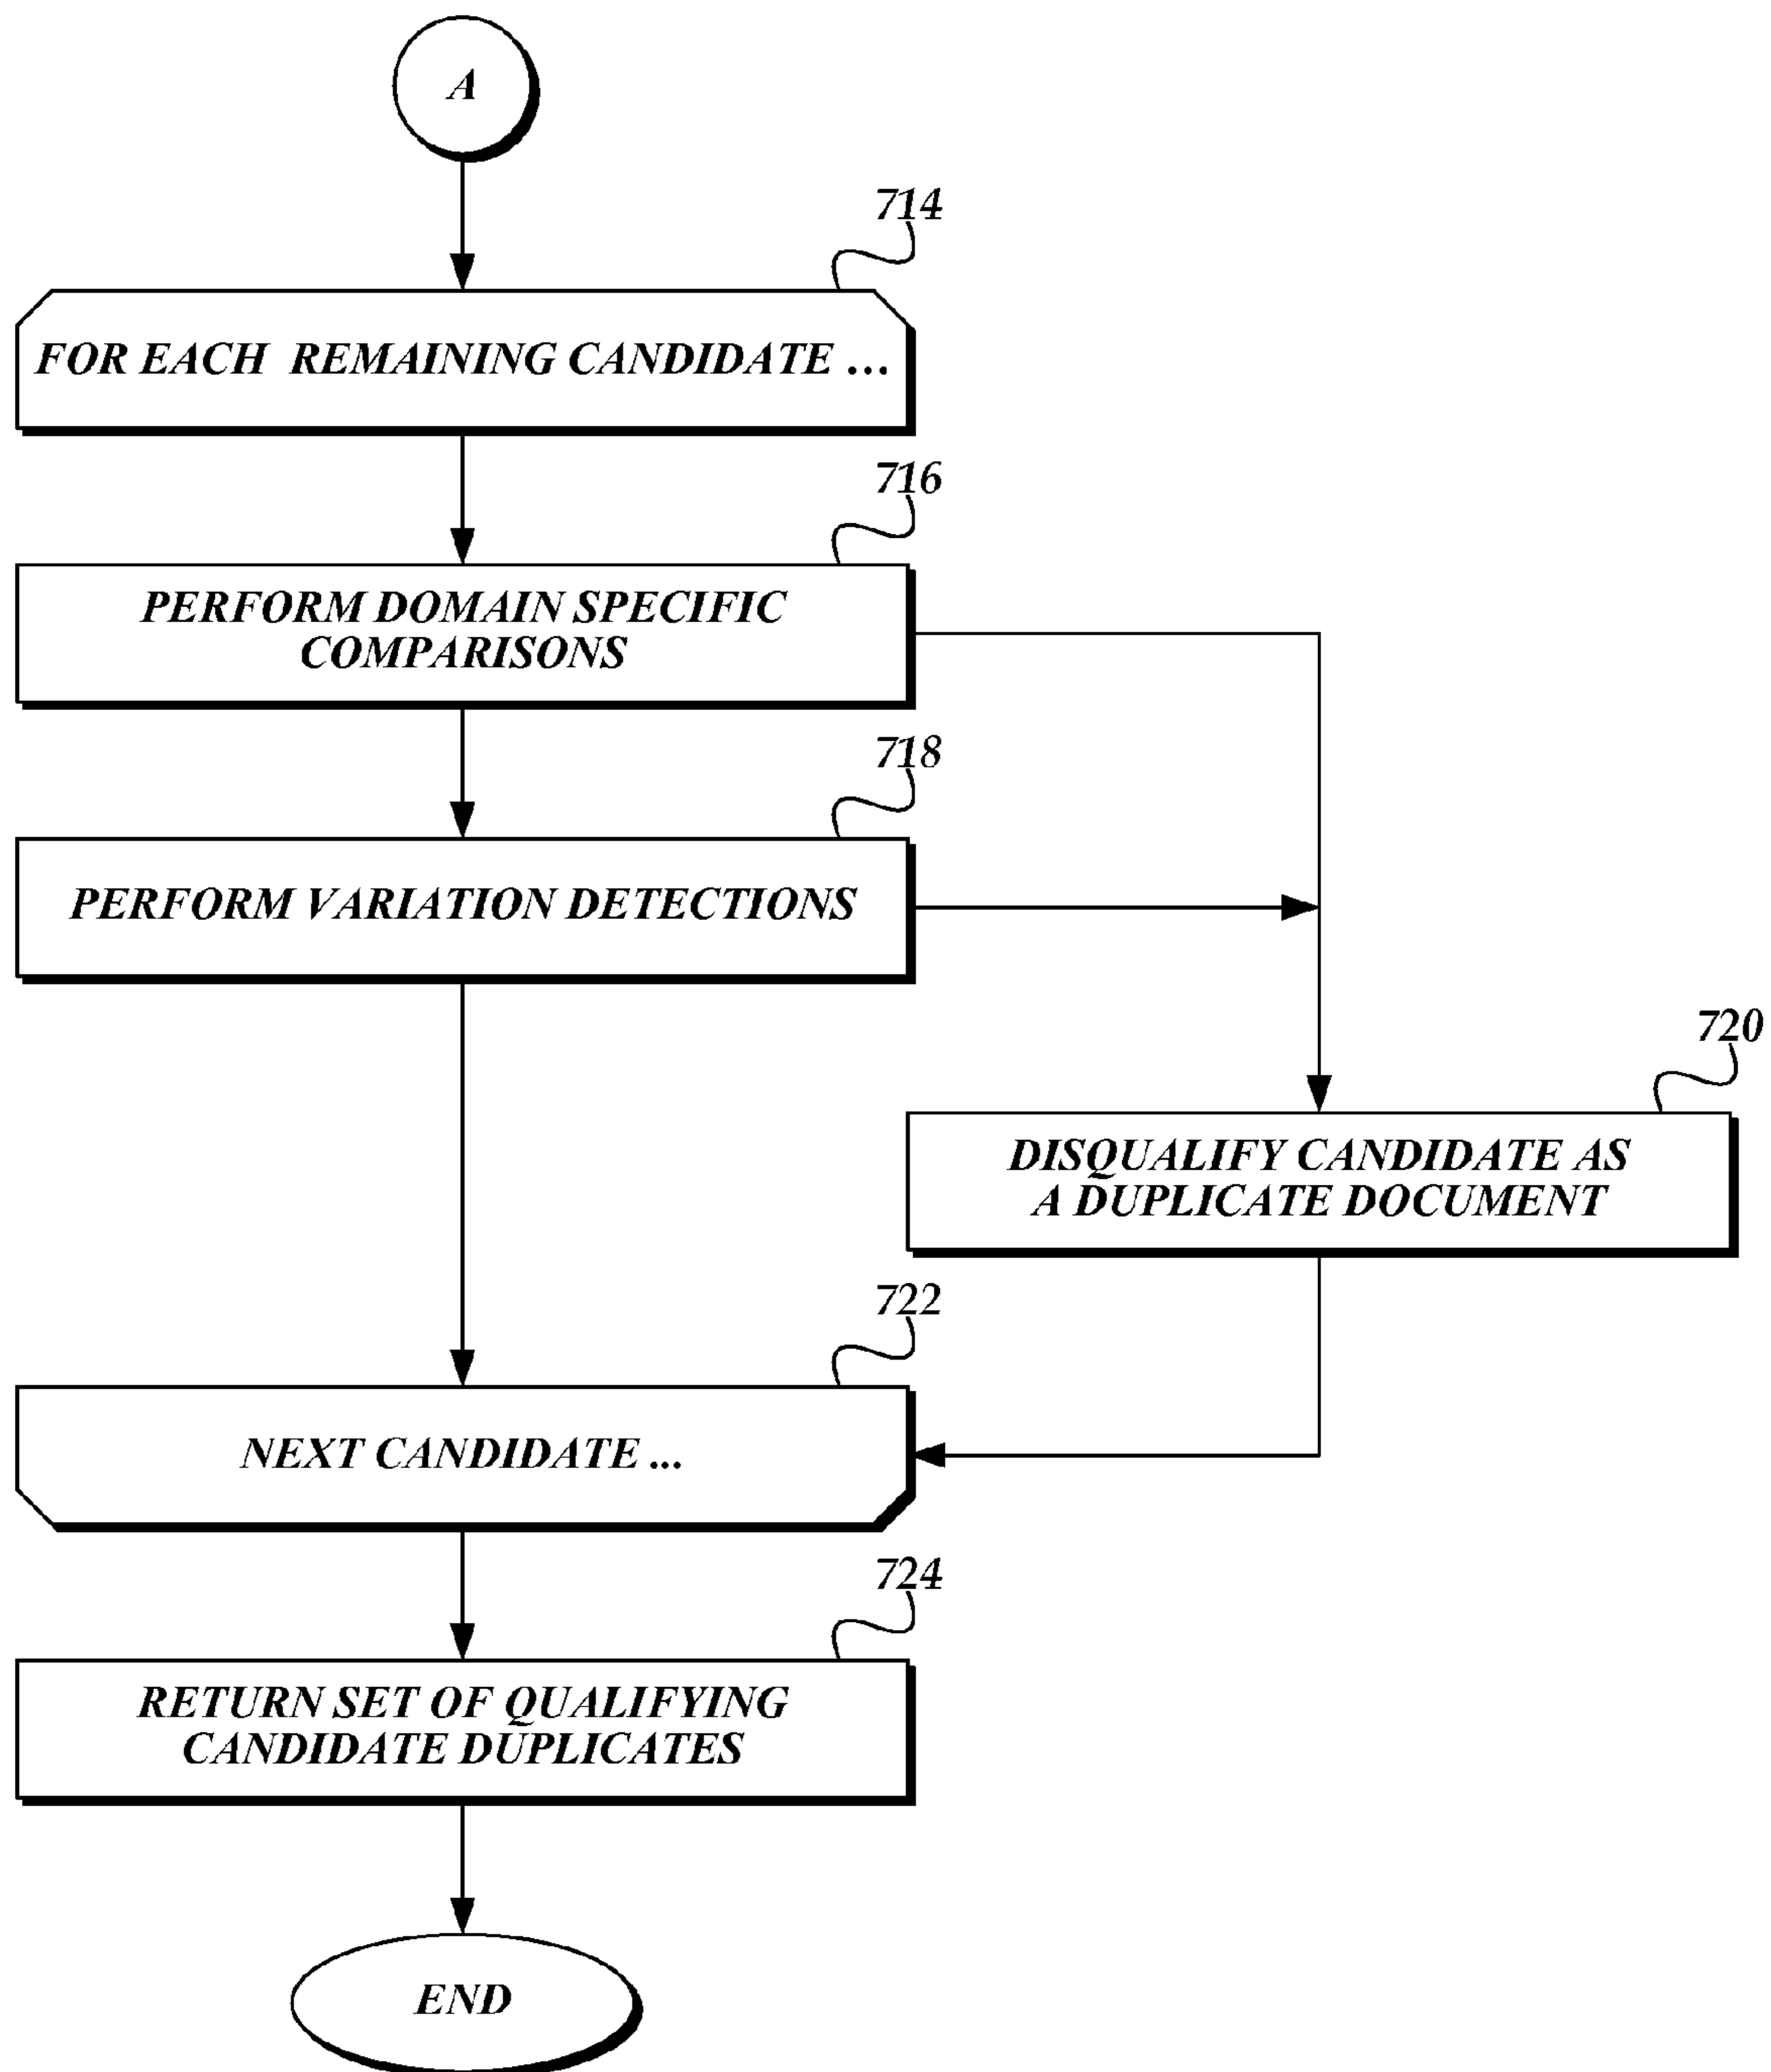 A
714
FOR EACH REMAINING CANDIDATE ...
716
PERFORM DOMAIN SPECIFIC
COMPARISONS
718
PERFORM VARIATION DETECTIONS
720
DISQUALIFY CANDIDATE AS
A DUPLICATE DOCUMENT
722
NEXT CANDIDATE ...
724
RETURN SET OF QUALIFYING
CANDIDATE DUPLICATES
END